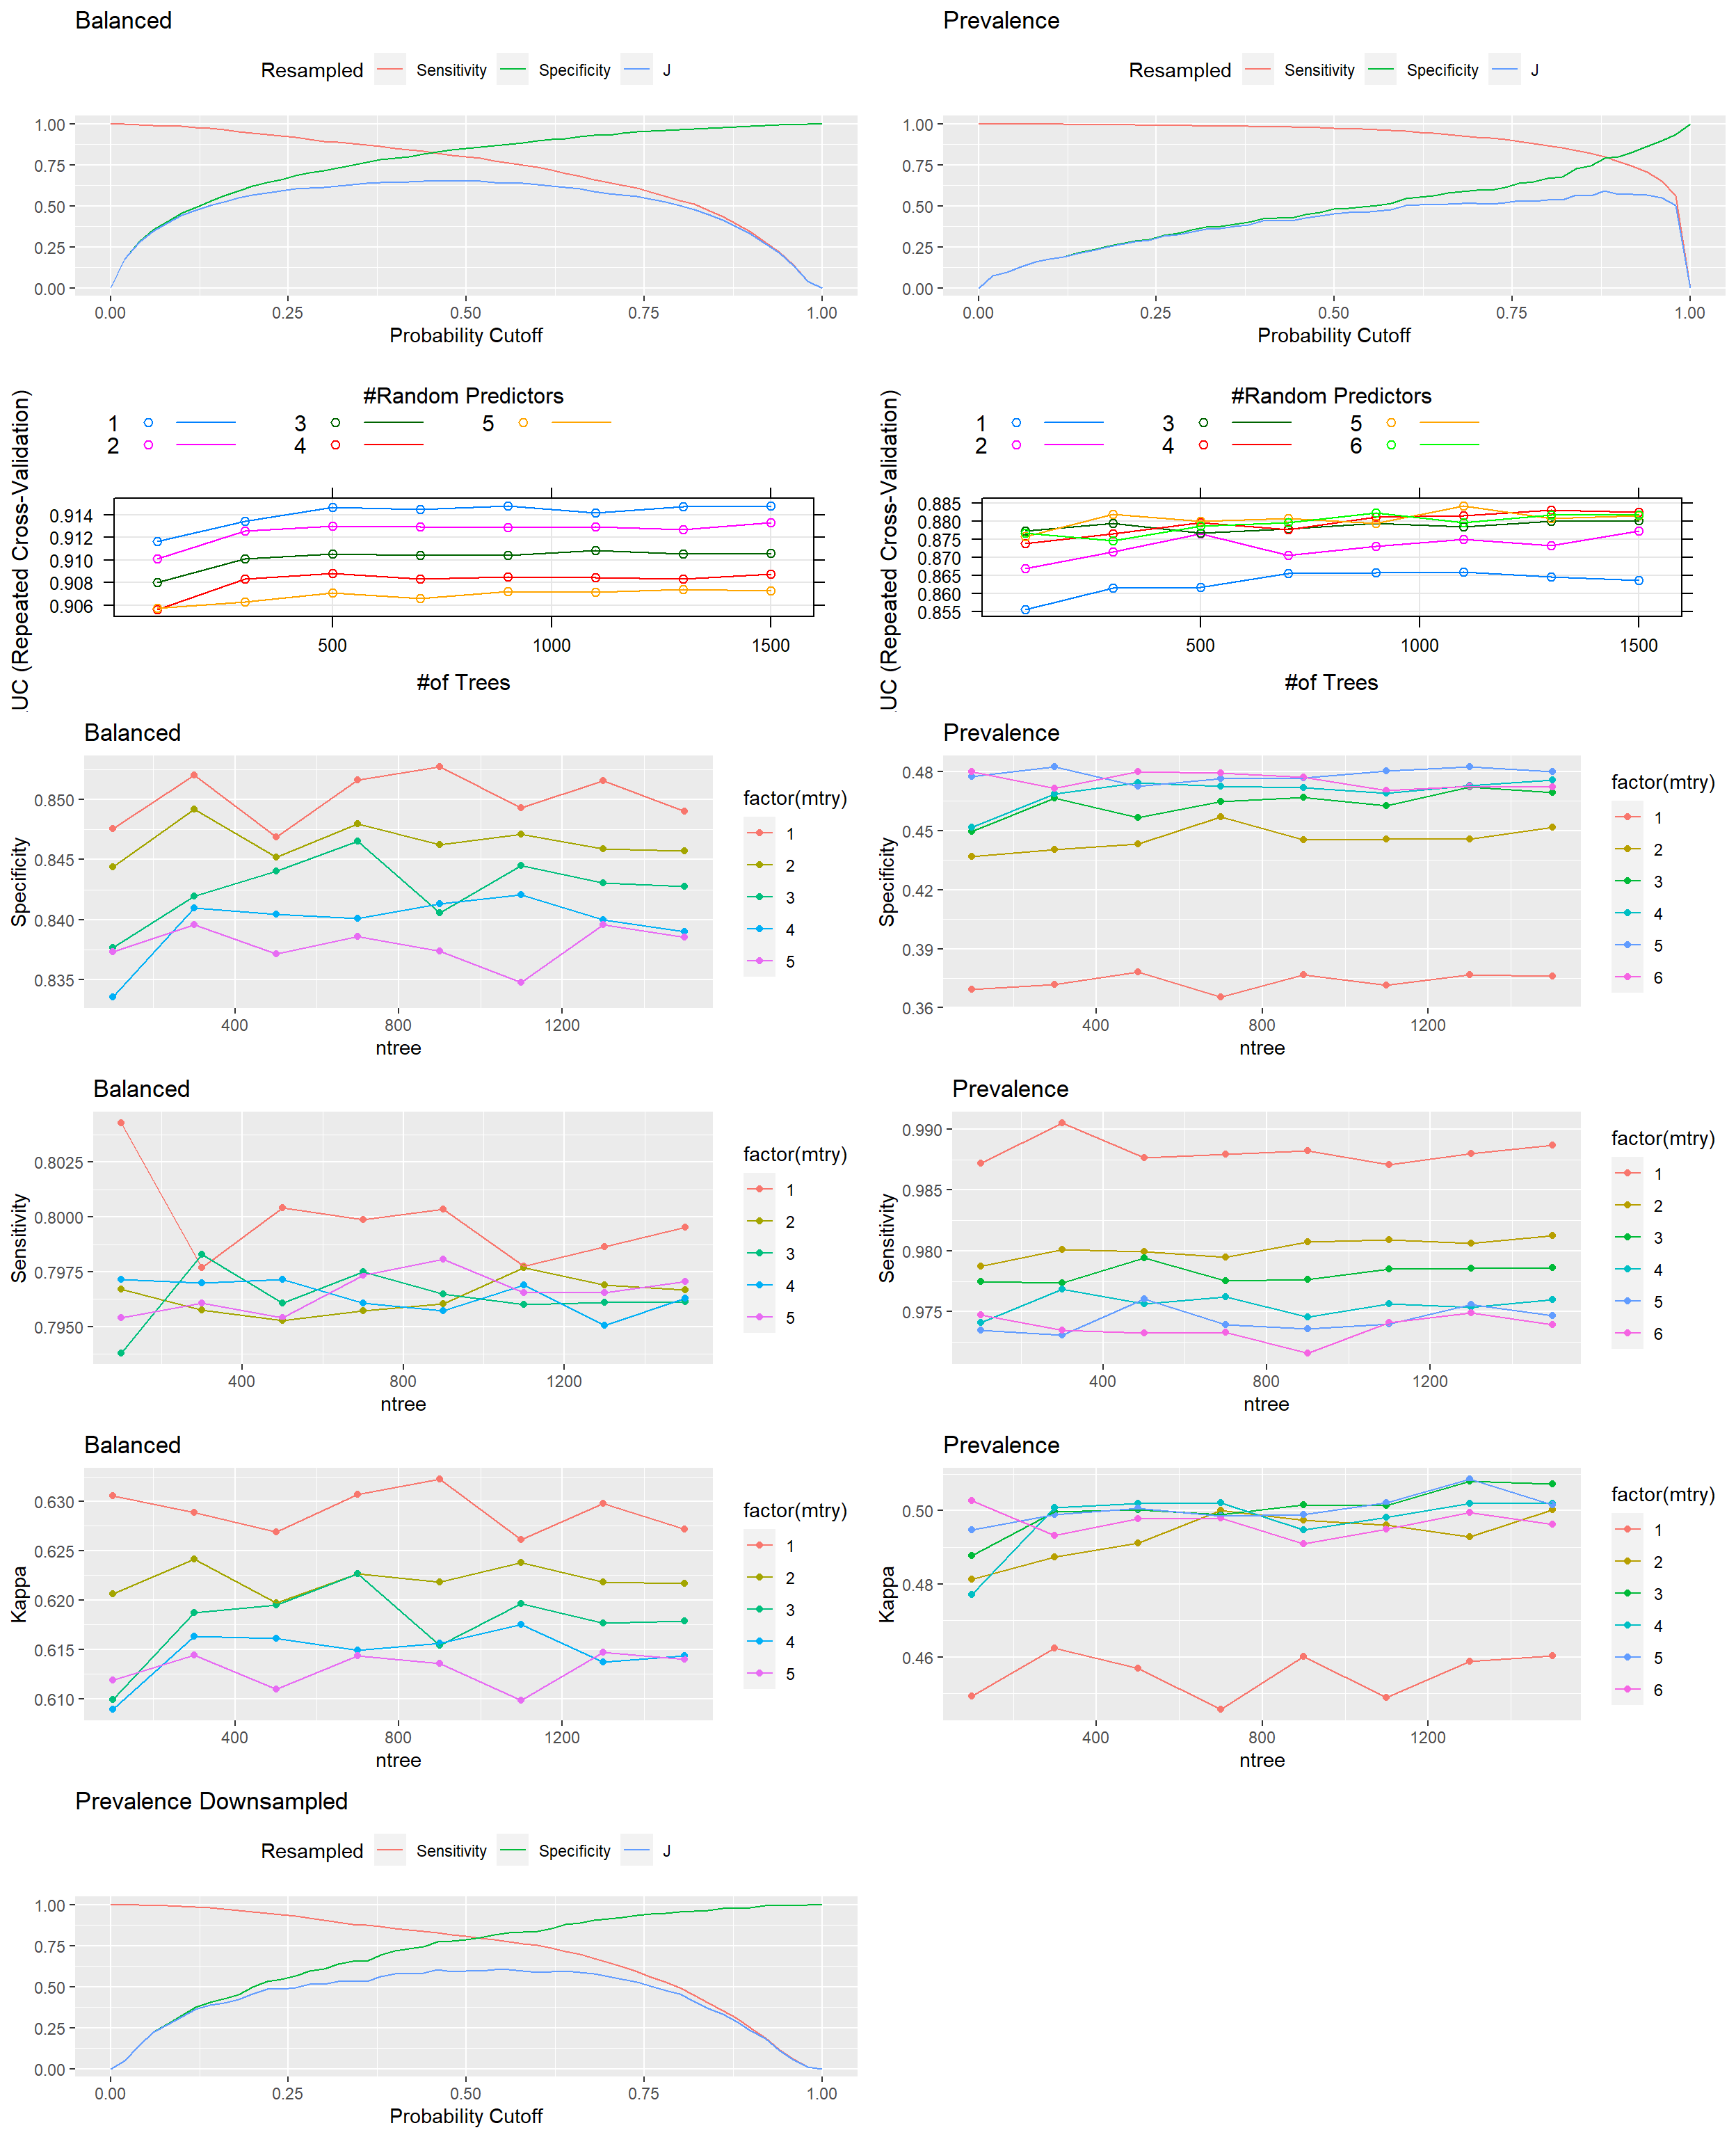 Balanced
Resampled Sensitivity Specificity J
1.00
0.75
0.50
0.25
0.00
0.00 0.25 0.50 0.75 1.00
Probability Cutoff
Prevalence
Resampled Sensitivity Specificity J
1.00
0.75
0.50
0.25
0.00
0.00 0.25 0.50 0.75 1.00
Probability Cutoff
#Random Predictors
1 3 5
2 4
UC (Repeated Cross-Validation)
0.914
0.912
0.910
0.908
0.906
500 1000 1500
#of Trees
#Random Predictors
1 3 5
2 4 6
UC (Repeated Cross-Validation)
0.885
0.880
0.875
0.870
0.865
0.860
0.855
500 1000 1500
#of Trees
Balanced
Specificity
0.850
0.845
0.840
0.835
400 800 1200
ntree
factor(mtry)
1
2
3
4
5
Prevalence
Specificity
0.48
0.45
0.42
0.39
0.36
400 800 1200
ntree
factor(mtry)
1
2
3
4
5
6
Balanced
Sensitivity
0.8025
0.8000
0.7975
0.7950
400 800 1200
ntree
factor(mtry)
1
2
3
4
5
Prevalence
Sensitivity
0.990
0.985
0.980
0.975
400 800 1200
ntree
factor(mtry)
1
2
3
4
5
6
Balanced
Kappa
0.630
0.625
0.620
0.615
0.610
400 800 1200
ntree
factor(mtry)
1
2
3
4
5
Prevalence
Kappa
0.50
0.48
0.46
400 800 1200
ntree
factor(mtry)
1
2
3
4
5
6
Prevalence Downsampled
Resampled Sensitivity Specificity J
1.00
0.75
0.50
0.25
0.00
0.00 0.25 0.50 0.75 1.00
Probability Cutoff